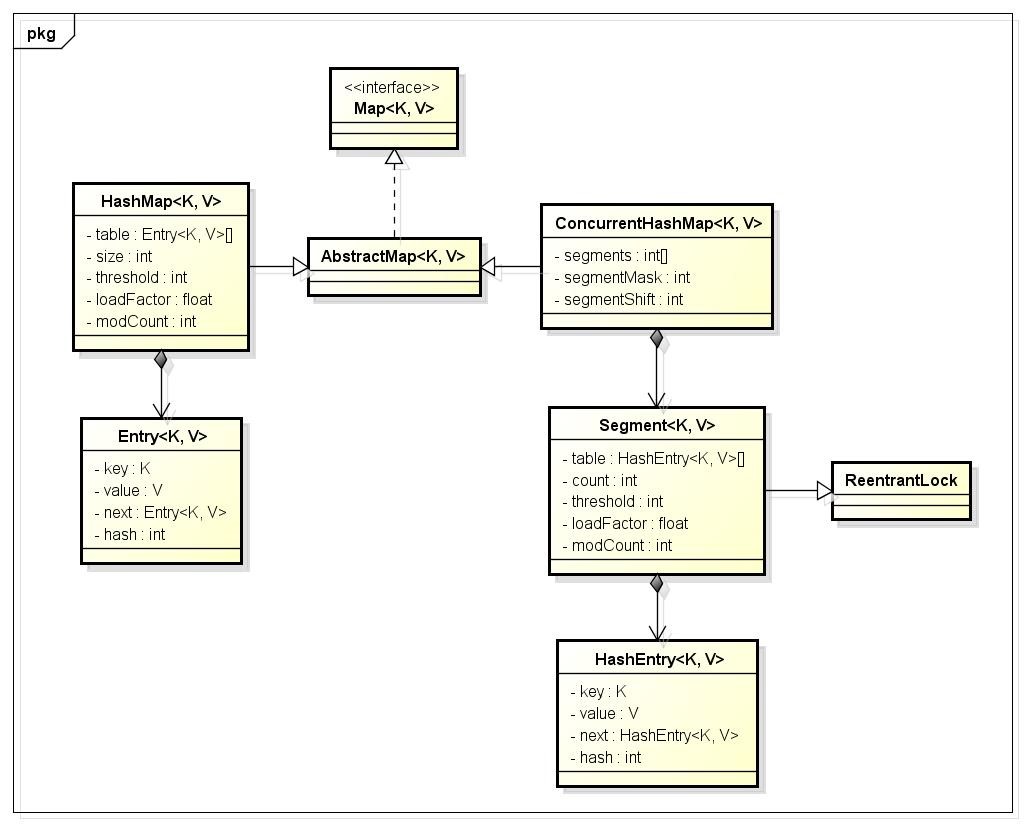 pkg
<<interface>>
Map<K, V>
HashMap<K, V>
- table : Entry<K, V>[]
- size : int
- threshold : int
- loadFactor : float
- modCount : int
AbstractMap<K, V>
ConcurrentHashMap<K, V>
- segments : int[]
- segmentMask : int
- segmentShift : int
Entry<K, V>
- key : K
- value : V
- next : Entry<K, V>
- hash : int
Segment<K, V>
- table : HashEntry<K, V>[]
- count : int
- threshold : int
- loadFactor : float
- modCount : int
ReentrantLock
HashEntry<K, V>
- key : K
- value : V
- next : HashEntry<K, V>
- hash : int